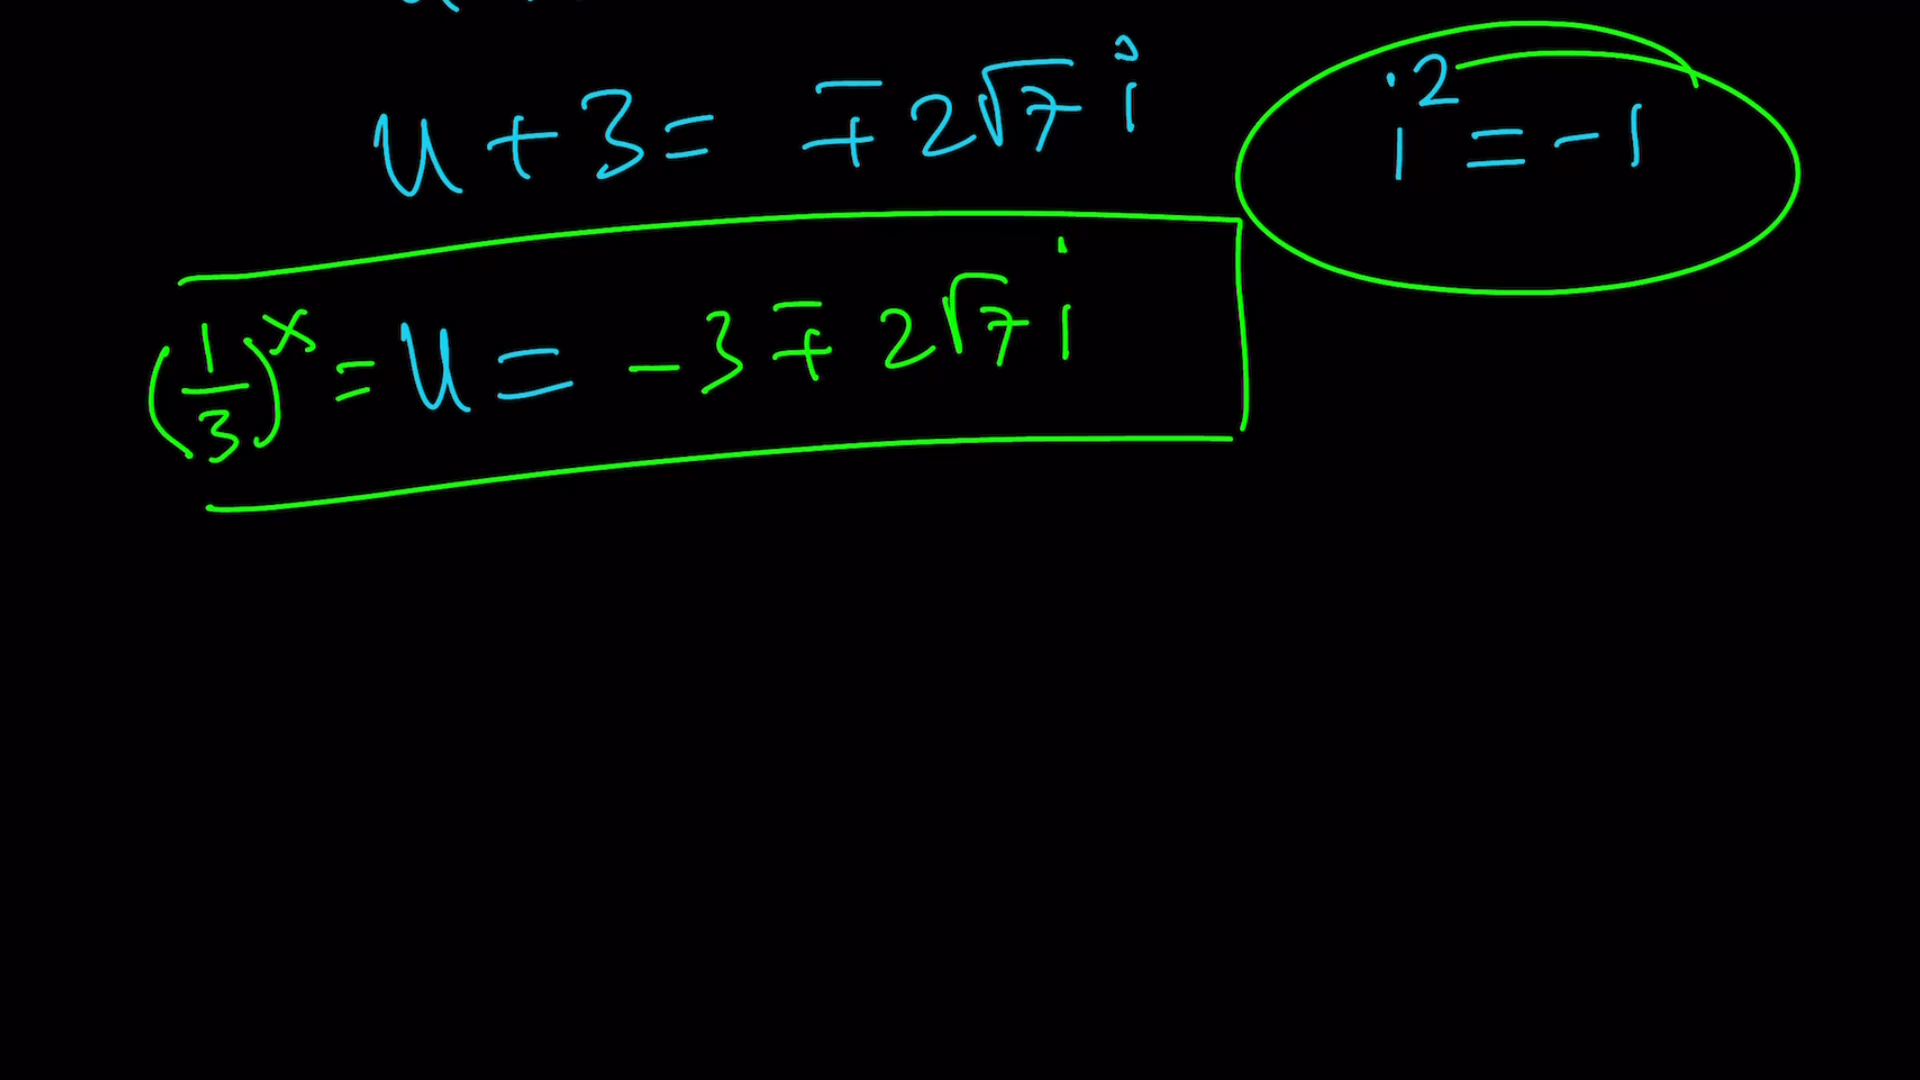 u + 3 = ∓ 2√7 i
i² = -1
(1/3)^x = u = -3 ∓ 2√7 i